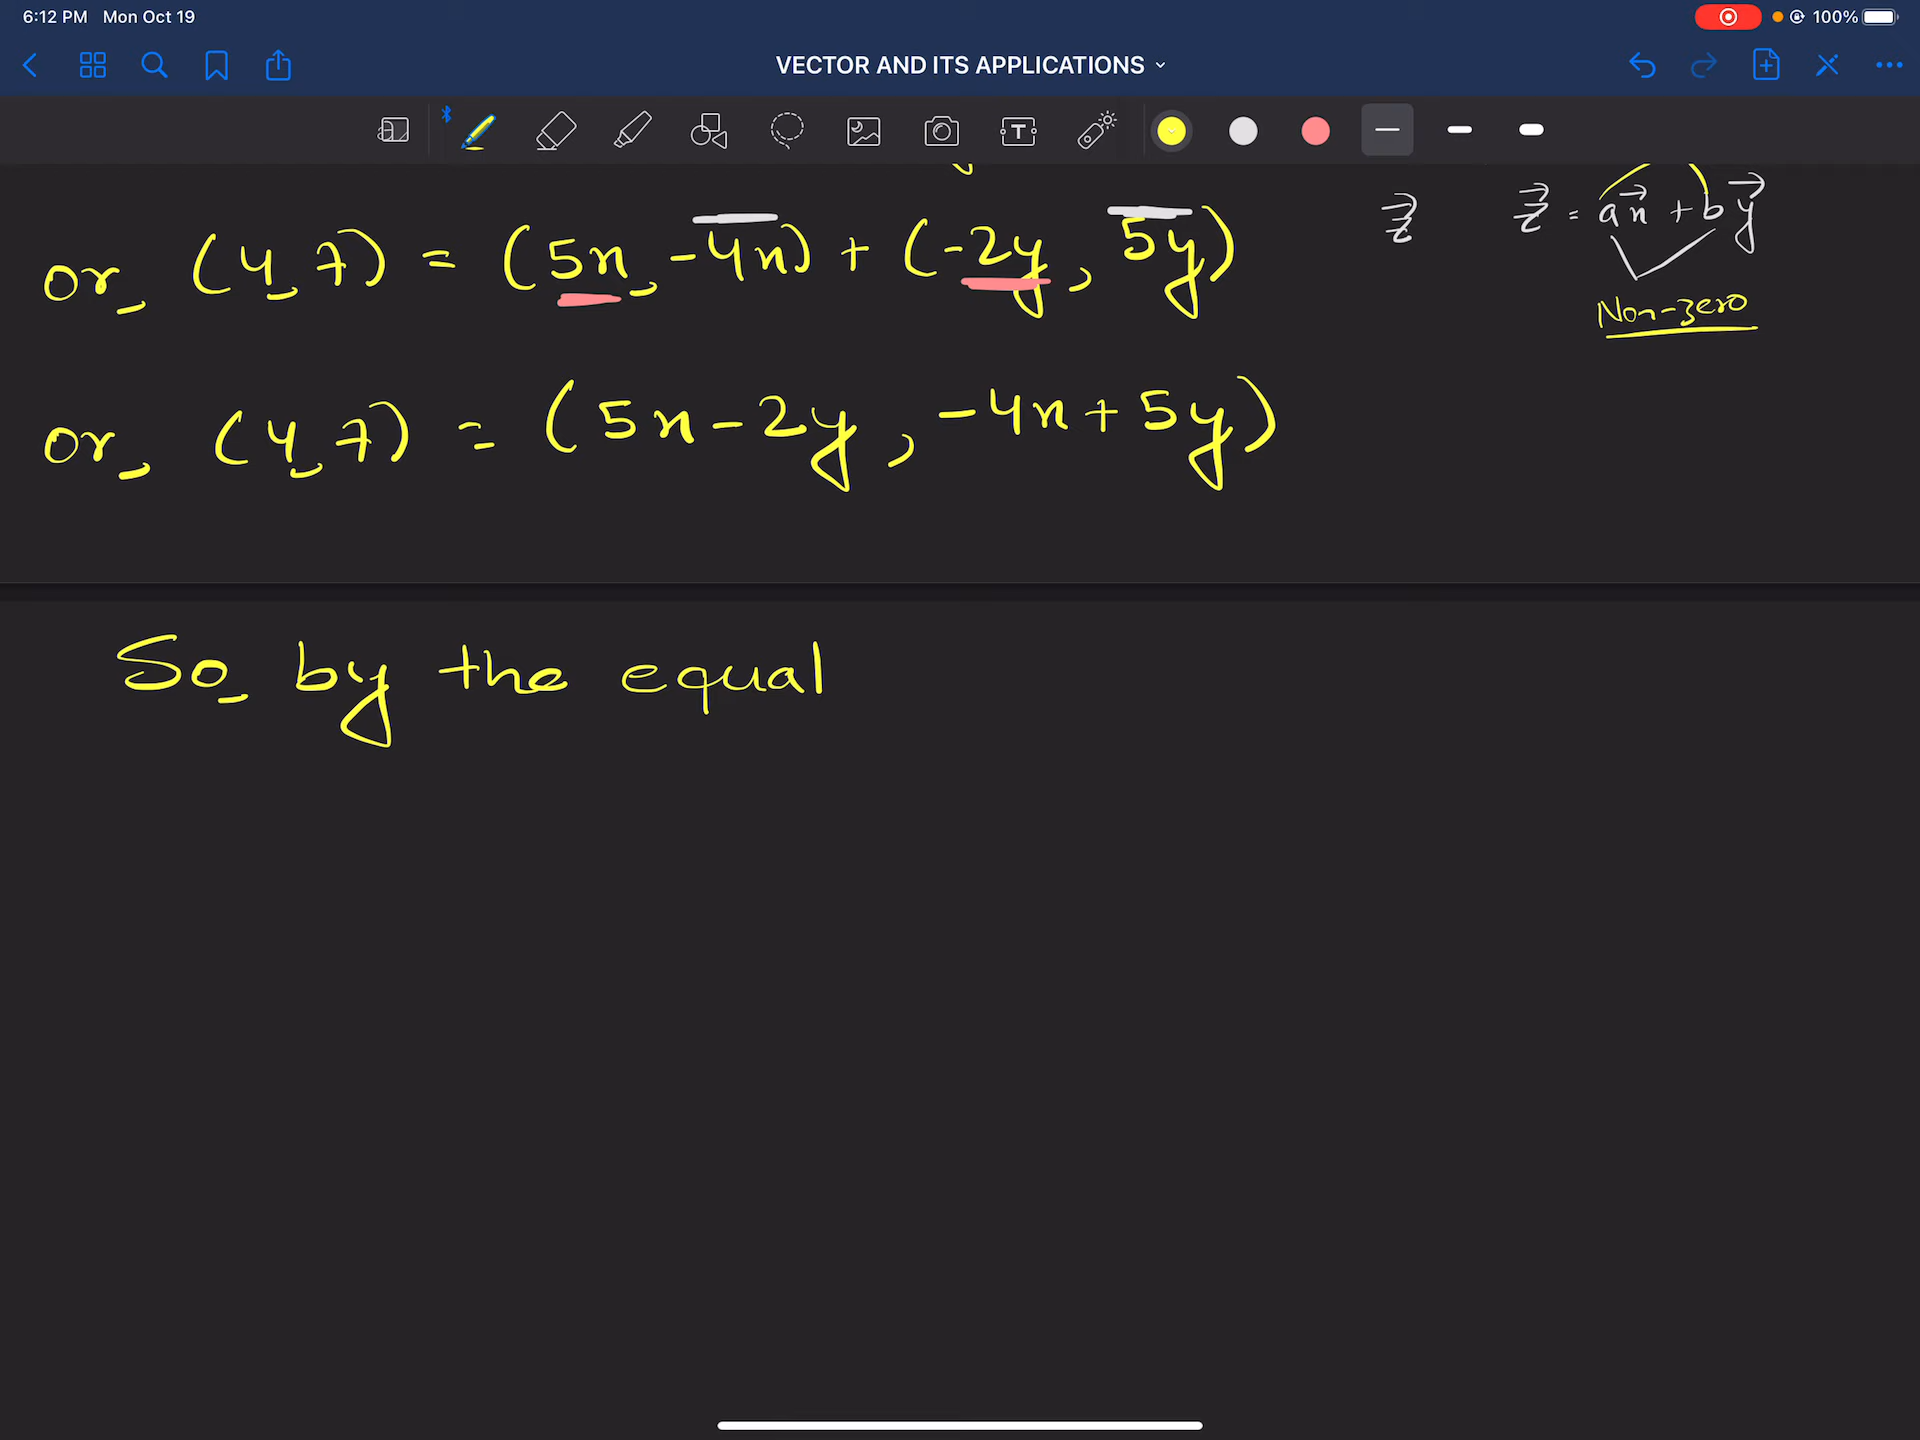 6:12 PM Mon Oct 19 100%
VECTOR AND ITS APPLICATIONS
T
or, (4, 7) = (5x, -4x) + (-2y, 5y)
z⃗ z⃗ = ax⃗ + by⃗
Non-zero
or, (4, 7) = (5x - 2y, -4x + 5y)
So, by the equal